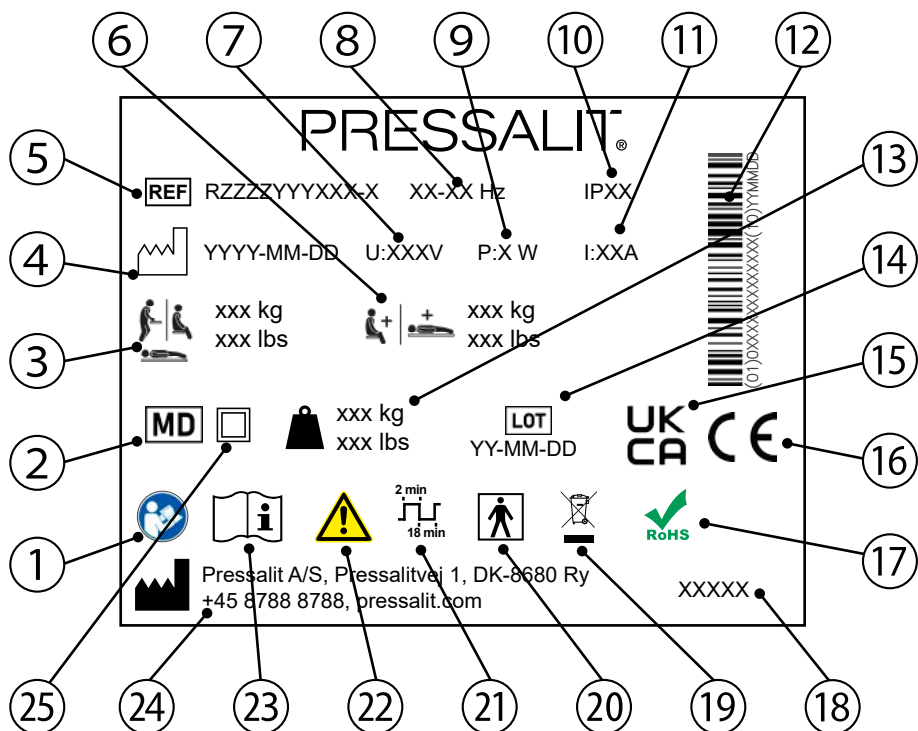 6 7 8 9 10 11 12
PRESSALIT®
5 REF RZZZZYYYXXX-X XX-XX Hz IPXX 13
4 YYYY-MM-DD U:XXXV P:X W I:XXA 14
3 xxx kg xxx kg
xxx lbs xxx lbs
15
2 MD xxx kg LOT UK CA CE 16
xxx lbs YY-MM-DD
1 i 2 min 18 min RoHS 17
Pressalit A/S, Pressalitvej 1, DK-8680 Ry
+45 8788 8788, pressalit.com XXXXX
25 24 23 22 21 20 19 18